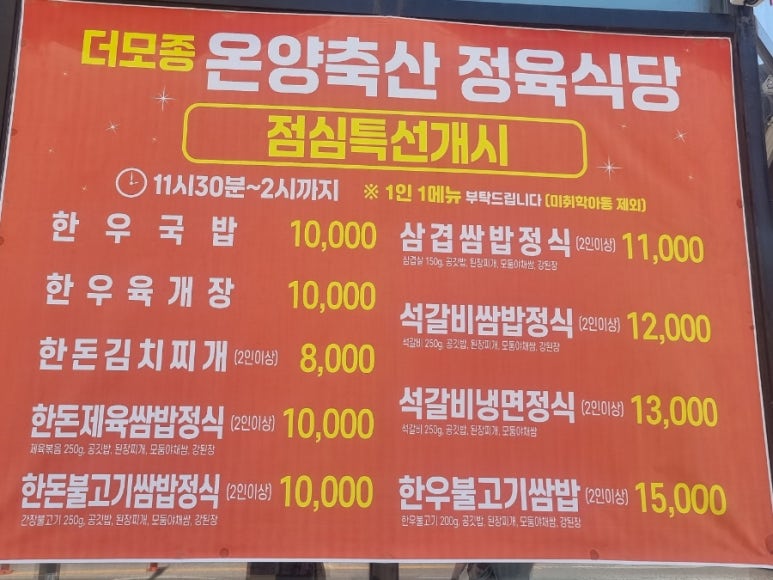 더모종 온양축산 정육식당
점심특선개시
11시30분~2시까지 ※ 1인 1메뉴 부탁드립니다 (미취학아동 제외)
한우국밥 10,000
한우육개장 10,000
한돈김치찌개 (2인이상) 8,000
한돈제육쌈밥정식 (2인이상) 10,000
제육볶음 250g, 공깃밥, 된장찌개, 모둠야채쌈, 강된장
한돈불고기쌈밥정식 (2인이상) 10,000
간장불고기 250g, 공깃밥, 된장찌개, 모둠야채쌈, 강된장
삼겹쌈밥정식 (2인이상) 11,000
삼겹살 150g, 공깃밥, 된장찌개, 모둠야채쌈, 강된장
석갈비쌈밥정식 (2인이상) 12,000
석갈비 250g, 공깃밥, 된장찌개, 모둠야채쌈, 강된장
석갈비냉면정식 (2인이상) 13,000
석갈비 250g, 공깃밥, 된장찌개, 모둠야채쌈
한우불고기쌈밥 (2인이상) 15,000
한우불고기 200g, 공깃밥, 된장찌개, 모둠야채쌈, 강된장